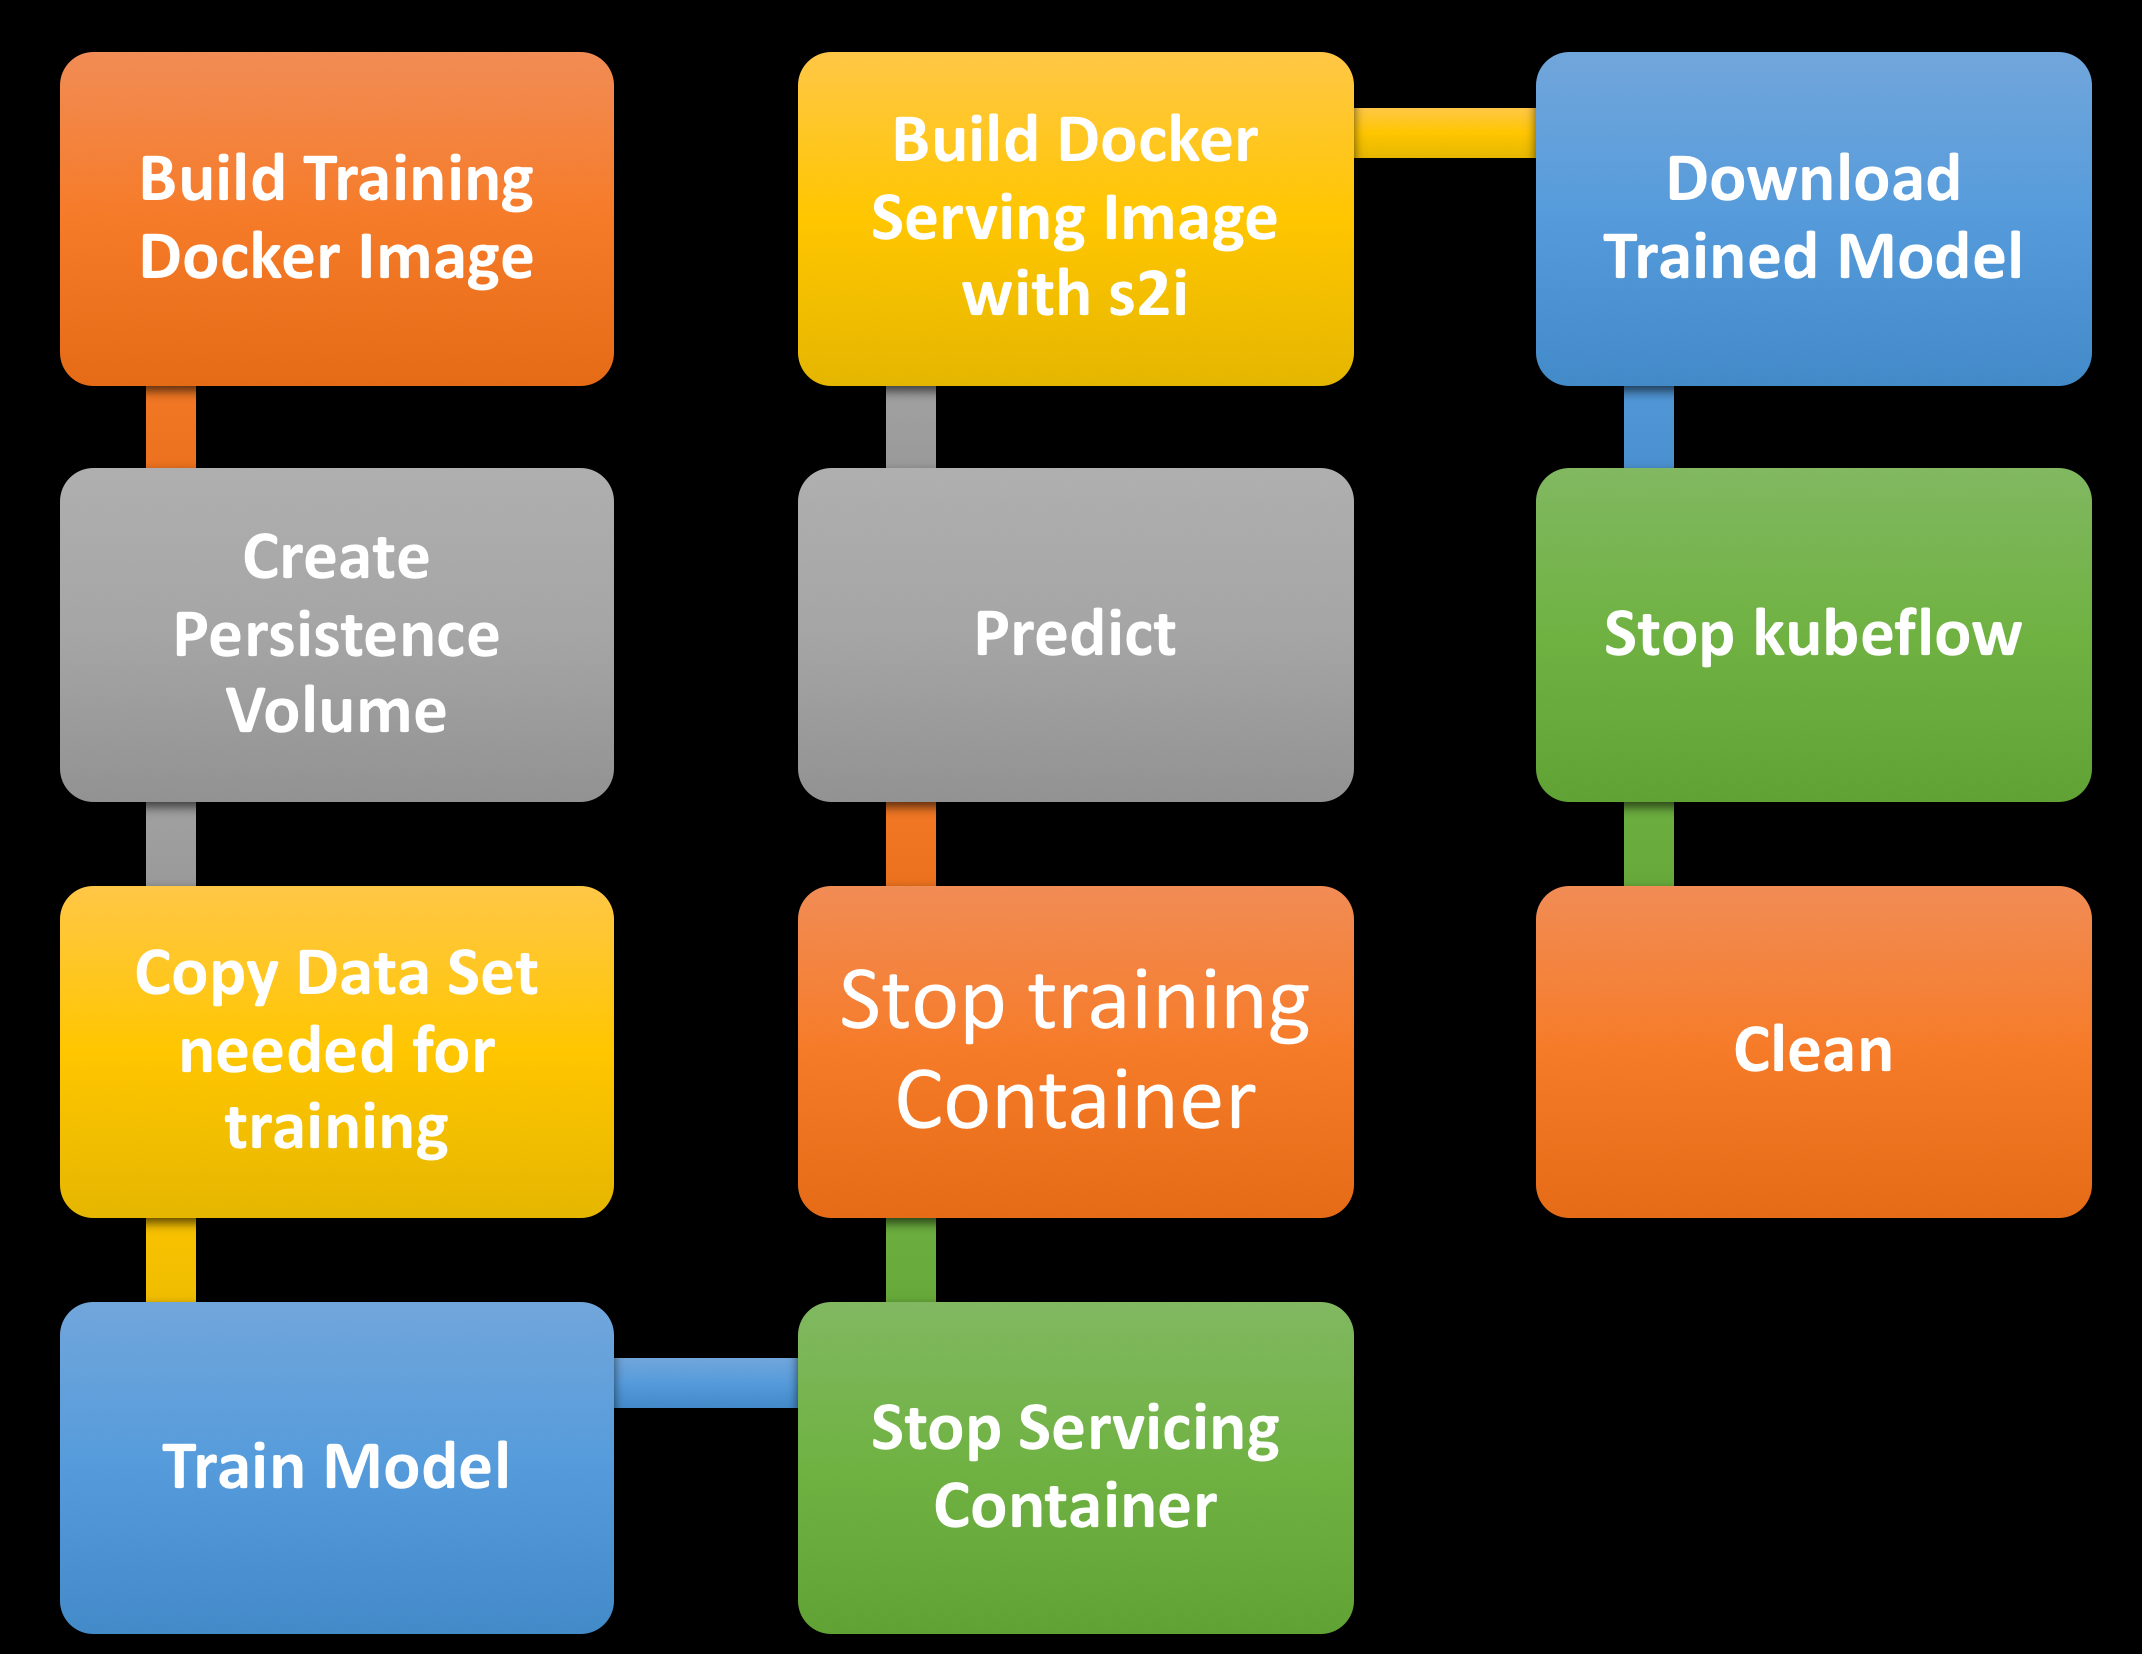 Build Training
Docker Image
Create
Persistence
Volume
Copy Data Set
needed for
training
Train Model
Build Docker
Serving Image
with s2i
Predict
Stop training
Container
Stop Servicing
Container
Download
Trained Model
Stop kubeflow
Clean